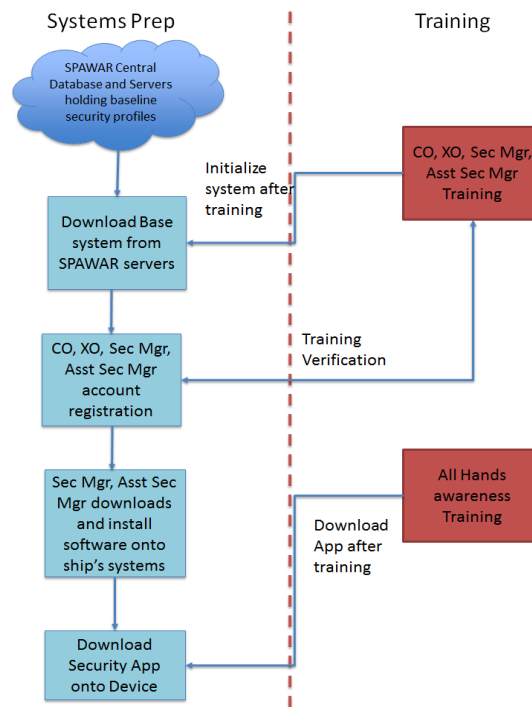 Systems Prep
Training
SPAWAR Central
Database and Servers
holding baseline
security profiles
CO, XO, Sec Mgr,
Asst Sec Mgr
Training
Initialize
system after
training
Download Base
system from
SPAWAR servers
CO, XO, Sec Mgr,
Asst Sec Mgr
account
registration
Training
Verification
Sec Mgr, Asst Sec
Mgr downloads
and install
software onto
ship's systems
All Hands
awareness
Training
Download
App after
training
Download
Security App
onto Device